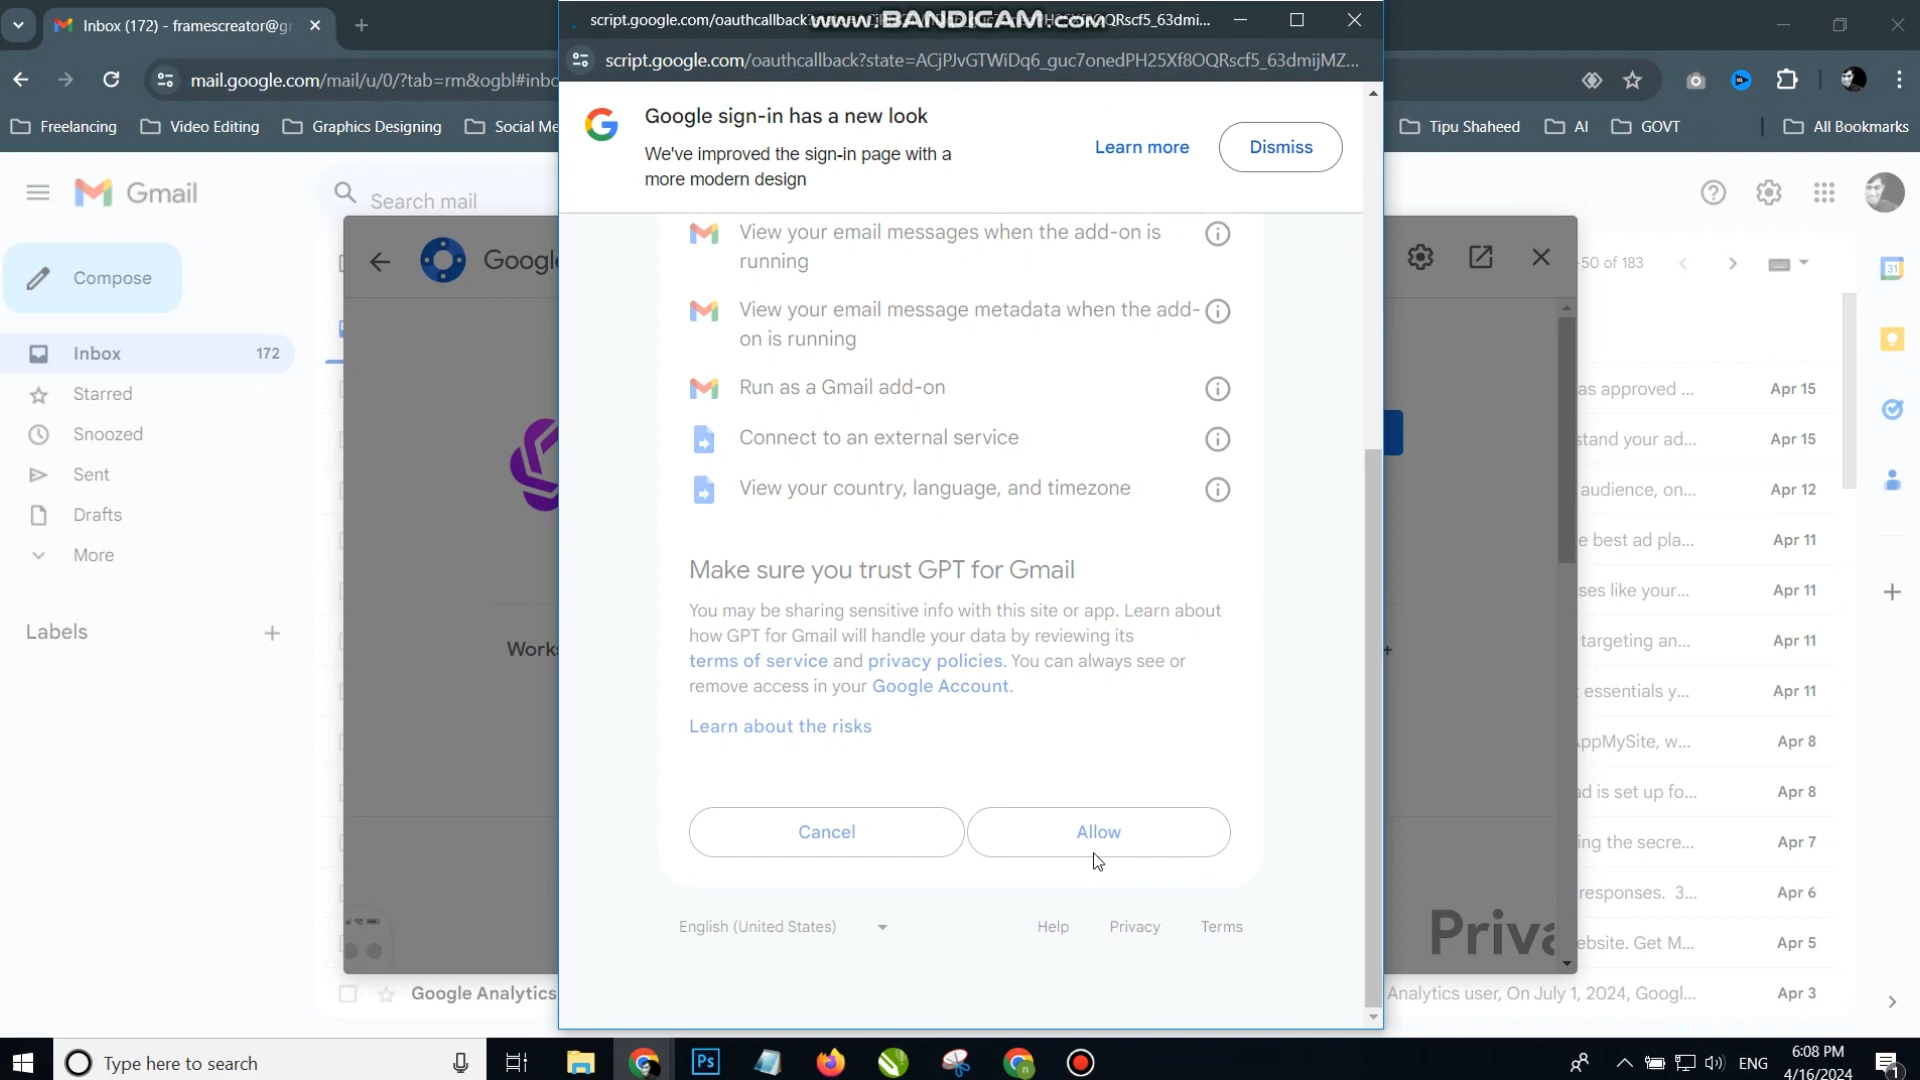 Inbox (172) - framescreator@gr
script.google.com/oauthcallback?
www.BANDICAM.com
QRscf5_63dmi...
mail.google.com/mail/u/0/?tab=rm&ogbl#inbo
script.google.com/oauthcallback?state=ACjPJvGTWiDq6_guc7onedPH25Xf8OQRscf5_63dmijMZ...
Freelancing
Video Editing
Graphics Designing
Social Me
Tipu Shaheed
AI
GOVT
All Bookmarks
Google sign-in has a new look
We've improved the sign-in page with a
more modern design
Learn more
Dismiss
Gmail
Search mail
Compose
Inbox 172
Starred
Snoozed
Sent
Drafts
More
Labels
Googl
Works
View your email messages when the add-on is
running
View your email message metadata when the add-
on is running
Run as a Gmail add-on
Connect to an external service
View your country, language, and timezone
Make sure you trust GPT for Gmail
You may be sharing sensitive info with this site or app. Learn about
how GPT for Gmail will handle your data by reviewing its
terms of service and privacy policies. You can always see or
remove access in your Google Account.
Learn about the risks
Cancel
Allow
English (United States)
Help
Privacy
Terms
-50 of 183
31
as approved ... Apr 15
stand your ad... Apr 15
audience, on... Apr 12
e best ad pla... Apr 11
ses like your... Apr 11
targeting an... Apr 11
essentials y... Apr 11
AppMySite, w... Apr 8
ad is set up fo... Apr 8
ing the secre... Apr 7
responses. 3... Apr 6
ebsite. Get M... Apr 5
Priva
Google Analytics
Analytics user, On July 1, 2024, Googl... Apr 3
Type here to search
Ps
ENG
6:08 PM
4/16/2024
1